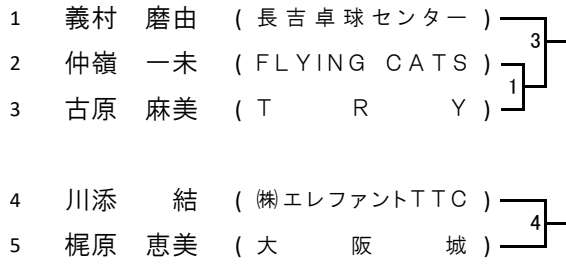 1 義村 磨由 ( 長吉卓球センター )
3
2 仲嶺 一未 ( FLYING CATS )
1
3 古原 麻美 ( T R Y )
4 川添 結 ( ㈱エレファントTTC )
4
5 梶原 恵美 ( 大 阪 城 )